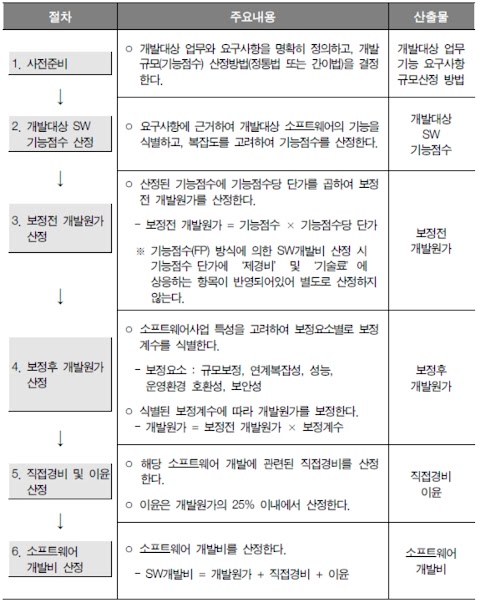 절차
주요내용
산출물
1. 사전준비
○ 개발대상 업무와 요구사항을 명확히 정의하고, 개발
규모(기능점수) 산정방법(정통법 또는 간이법)을 결정
한다.
개발대상 업무
기능 요구사항
규모산정 방법
↓
2. 개발대상 SW
기능점수 산정
○ 요구사항에 근거하여 개발대상 소프트웨어의 기능을
식별하고, 복잡도를 고려하여 기능점수를 산정한다.
개발대상
SW
기능점수
↓
3. 보정전 개발원가
산정
○ 산정된 기능점수에 기능점수당 단가를 곱하여 보정
전 개발원가를 산정한다.
- 보정전 개발원가 = 기능점수 × 기능점수당 단가
※ 기능점수(FP) 방식에 의한 SW개발비 산정 시
기능점수 단가에 '제경비' 및 '기술료' 에
상응하는 항목이 반영되어있어 별도로 산정하지
않는다.
보정전
개발원가
↓
4. 보정후 개발원가
산정
○ 소프트웨어사업 특성을 고려하여 보정요소별로 보정
계수를 식별한다.
- 보정요소 : 규모보정, 연계복잡성, 성능,
운영환경 호환성, 보안성
○ 식별된 보정계수에 따라 개발원가를 보정한다.
- 개발원가 = 보정전 개발원가 × 보정계수
보정후
개발원가
↓
5. 직접경비 및 이윤
산정
○ 해당 소프트웨어 개발에 관련된 직접경비를 산정
한다.
○ 이윤은 개발원가의 25% 이내에서 산정한다.
직접경비
이윤
↓
6. 소프트웨어
개발비 산정
○ 소프트웨어 개발비를 산정한다.
- SW개발비 = 개발원가 + 직접경비 + 이윤
소프트웨어
개발비